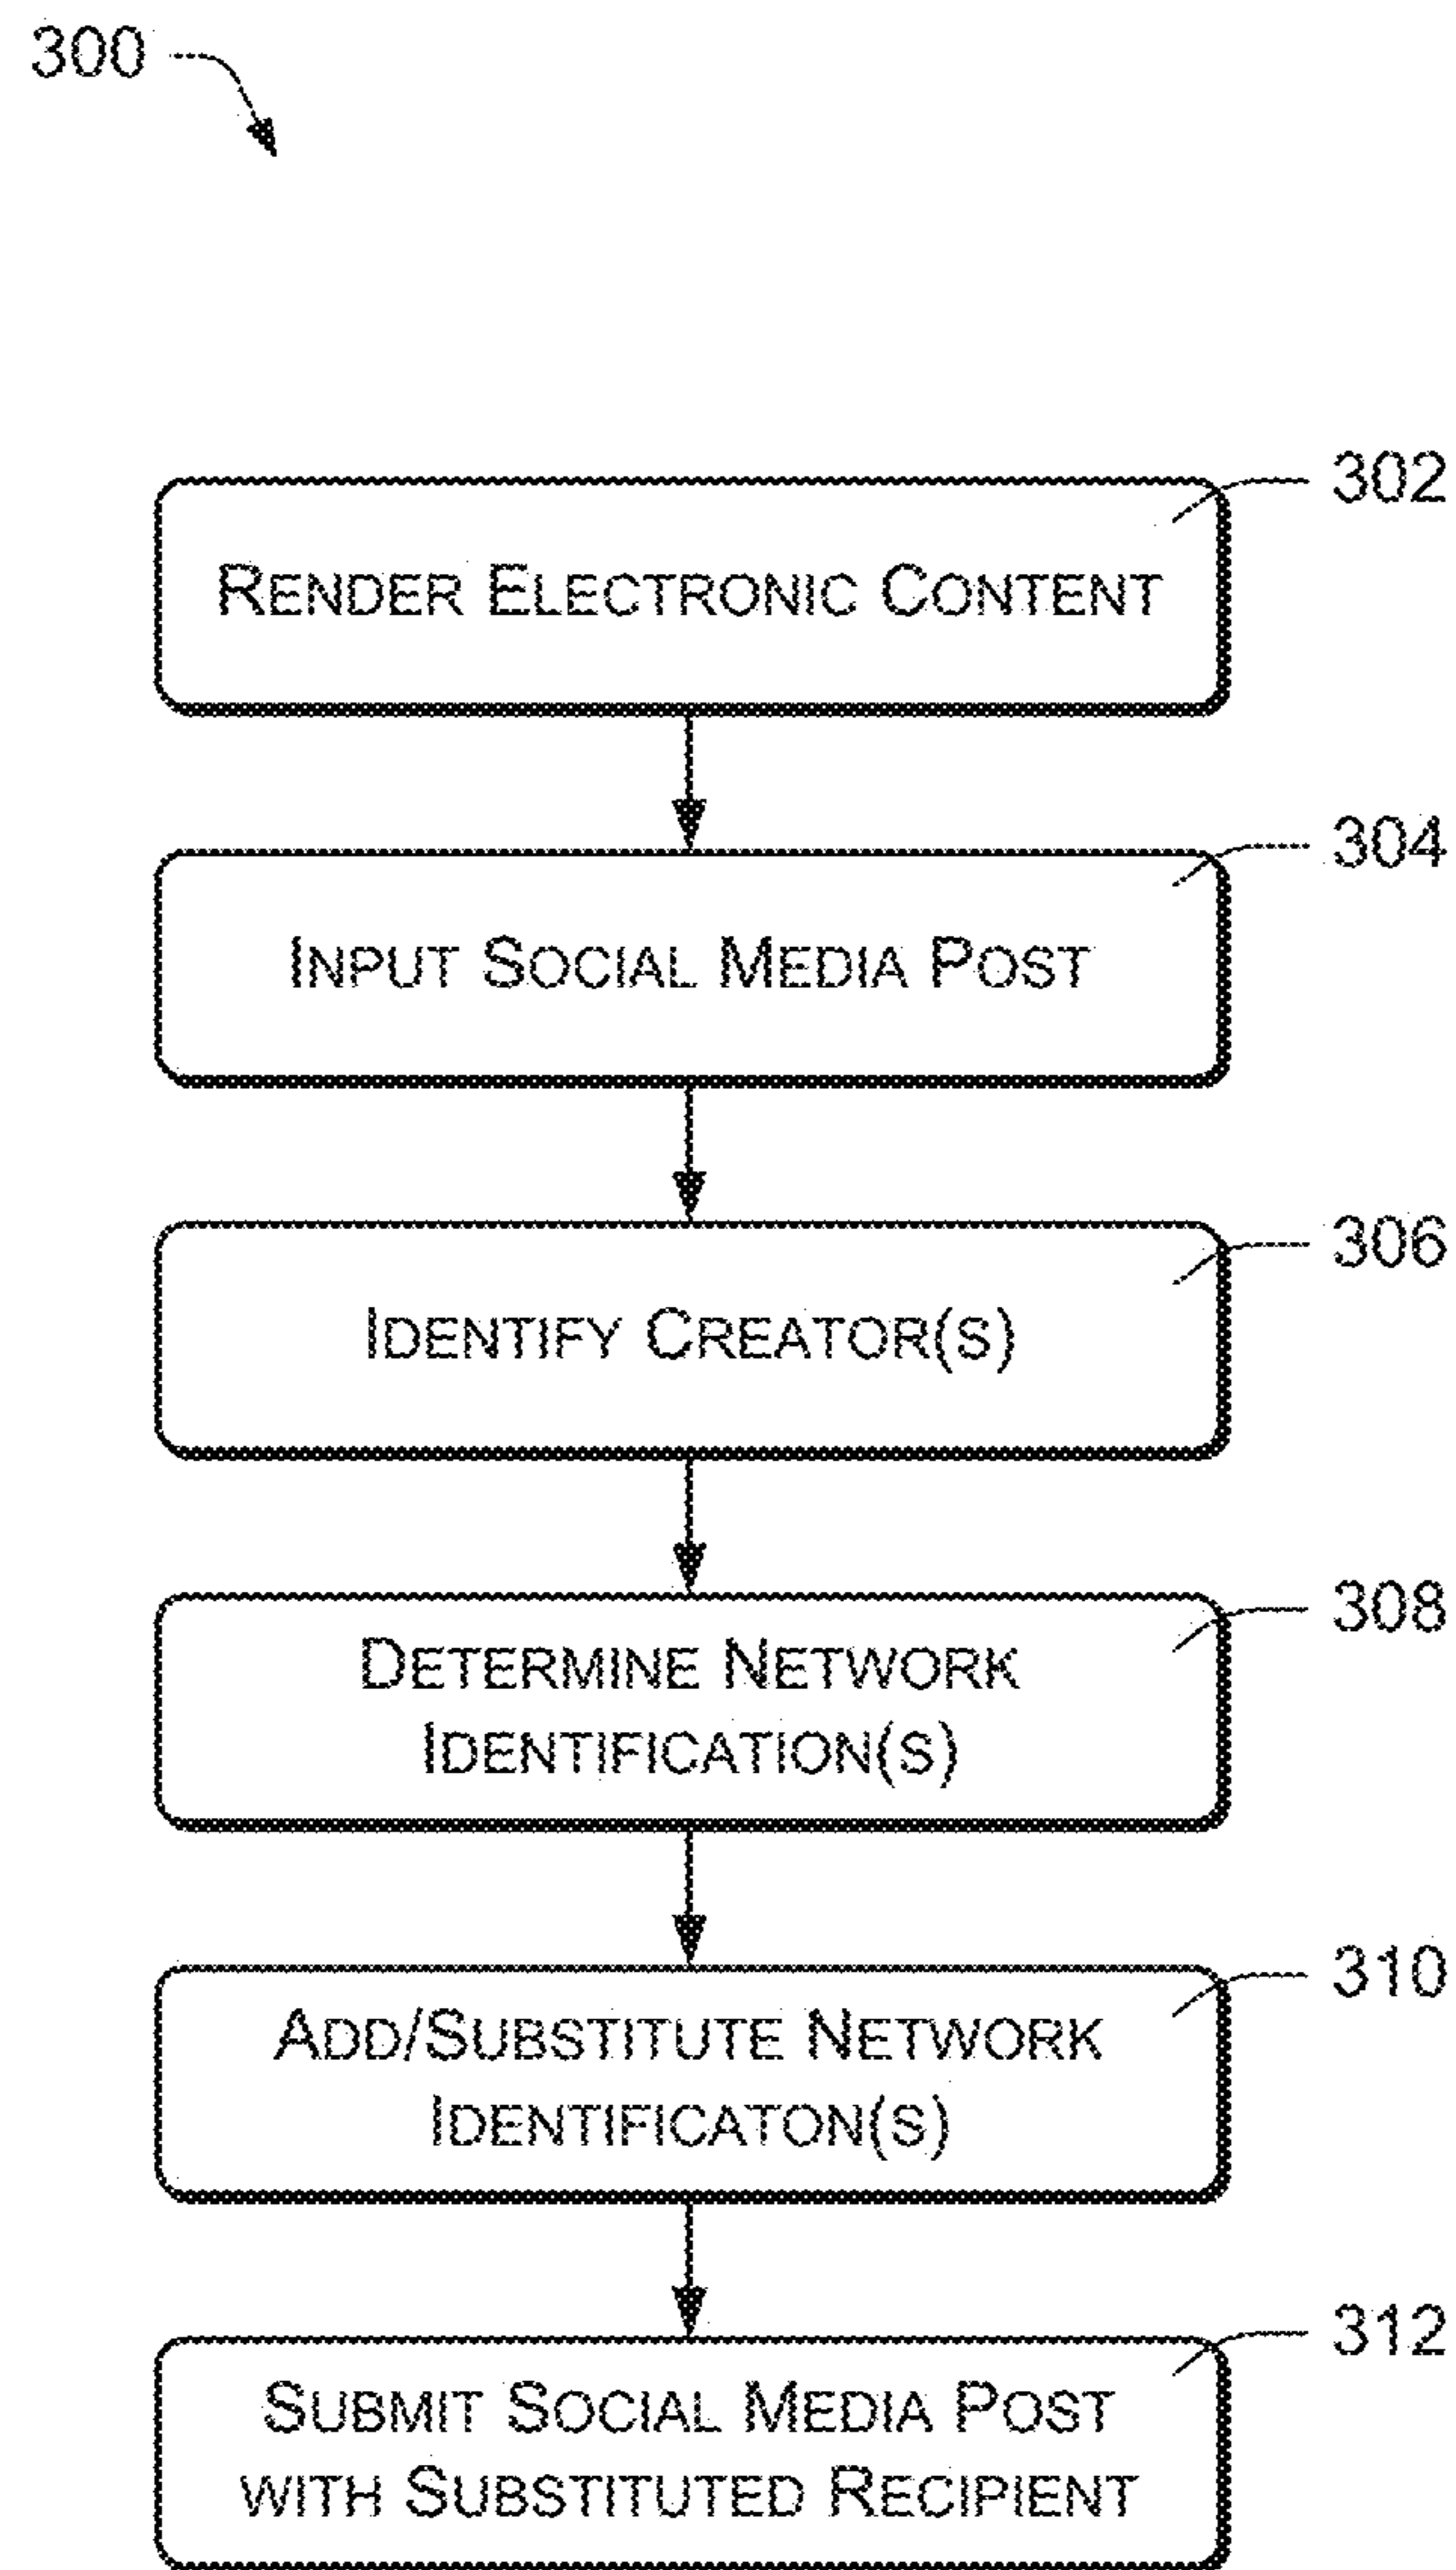 300
302
RENDER ELECTRONIC CONTENT
304
INPUT SOCIAL MEDIA POST
306
IDENTIFY CREATOR(S)
308
DETERMINE NETWORK
IDENTIFICATION(S)
310
ADD/SUBSTITUTE NETWORK
IDENTIFICATON(S)
312
SUBMIT SOCIAL MEDIA POST
WITH SUBSTITUTED RECIPIENT